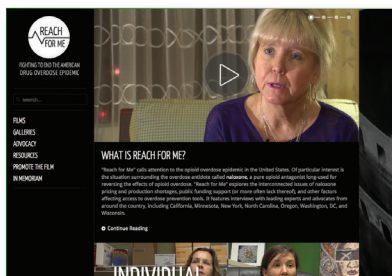 REACH
FOR ME
FIGHTING TO END THE AMERICAN
DRUG OVERDOSE EPIDEMIC
search...
FILMS
GALLERIES
ADVOCACY
RESOURCES
PROMOTE THE FILM
IN MEMORIAM
WHAT IS REACH FOR ME?
"Reach for Me" calls attention to the opioid overdose epidemic in the United States. Of particular interest is
the situation surrounding the overdose antidote called naloxone, a pure opioid antagonist long-used for
reversing the effects of opioid overdose. "Reach for Me" explores the interconnected issues of naloxone
pricing and production shortages, public funding support (or more often lack thereof), and other factors
affecting access to overdose prevention tools. It features interviews with leading experts and advocates from
around the country, including California, Minnesota, New York, North Carolina, Oregon, Washington, DC, and
Wisconsin.
Continue Reading
INDIVIDUAL